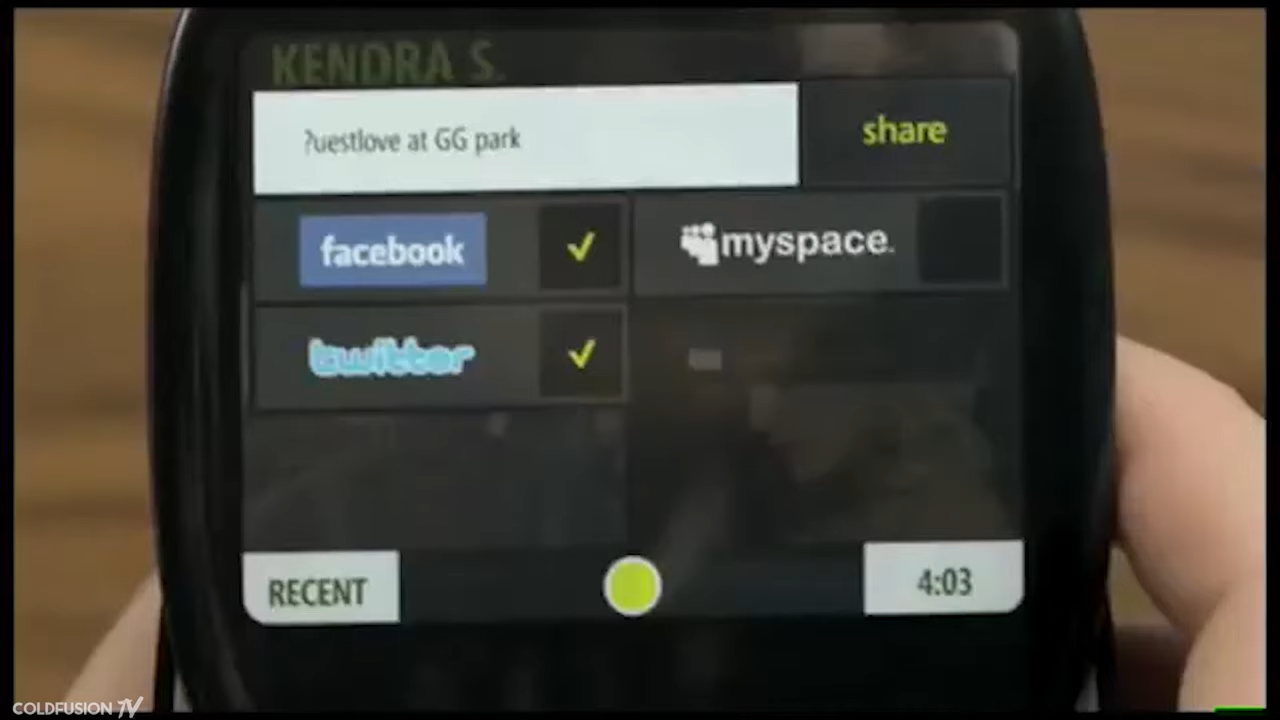 KENDRA S.
?uestlove at GG park
share
facebook
myspace.
twitter
RECENT
4:03
COLDFUSION TV